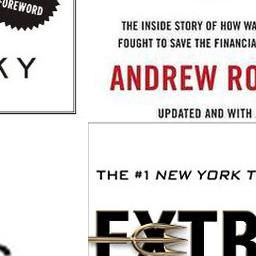 FOREWORD
KY
THE INSIDE STORY OF HOW WA
FOUGHT TO SAVE THE FINANCIA
ANDREW RO
UPDATED AND WITH
THE #1 NEW YORK T
EXTR